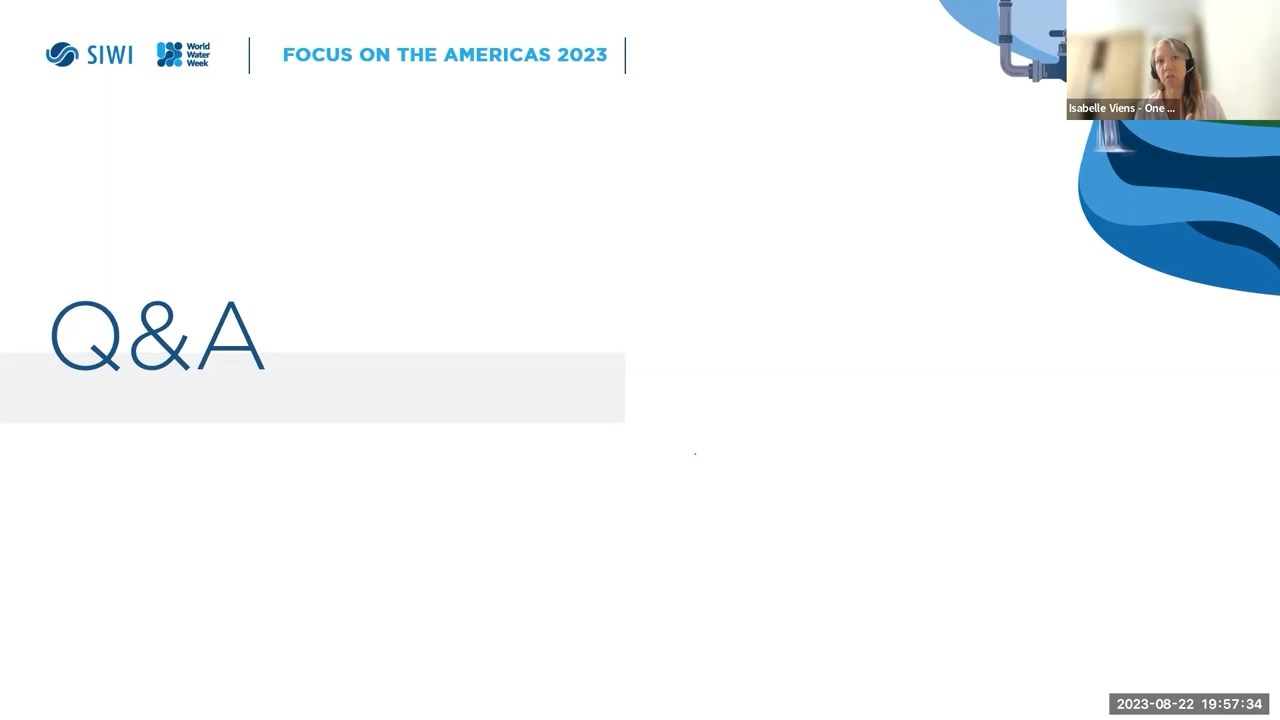 SIWI
World
Water
Week
FOCUS ON THE AMERICAS 2023
Isabelle Viens - One ...
Q&A
2023-08-22 19:57:34